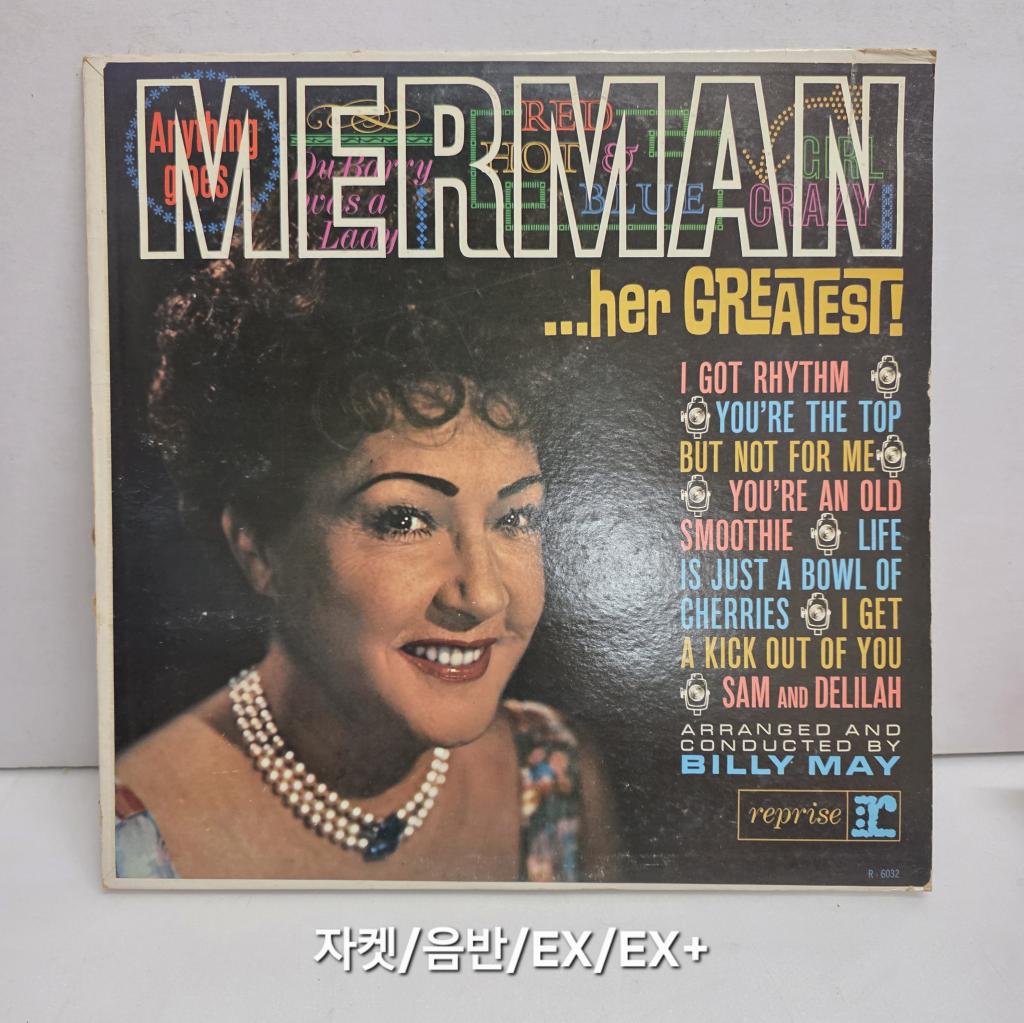 MERMAN
Anything goes
Du Barry was a Lady
RED HOT & BLUE
GIRL CRAZY
...her GREATEST!
I GOT RHYTHM
YOU'RE THE TOP
BUT NOT FOR ME
YOU'RE AN OLD
SMOOTHIE LIFE
IS JUST A BOWL OF
CHERRIES I GET
A KICK OUT OF YOU
SAM AND DELILAH
ARRANGED AND
CONDUCTED BY
BILLY MAY
reprise r
R-6032
자켓/음반/EX/EX+